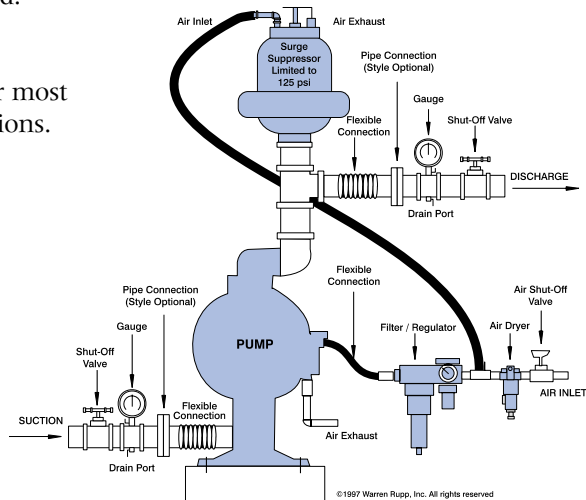 d.
r most
ions.
Air Inlet
Air Exhaust
Surge
Suppressor
Limited to
125 psi
Pipe Connection
(Style Optional)
Gauge
Flexible
Connection
Shut-Off Valve
DISCHARGE
Drain Port
Flexible
Connection
Air Shut-Off
Valve
Filter / Regulator
Air Dryer
AIR INLET
Pipe Connection
(Style Optional)
Gauge
Shut-Off
Valve
PUMP
Flexible
Connection
SUCTION
Air Exhaust
Drain Port
©1997 Warren Rupp, Inc. All rights reserved